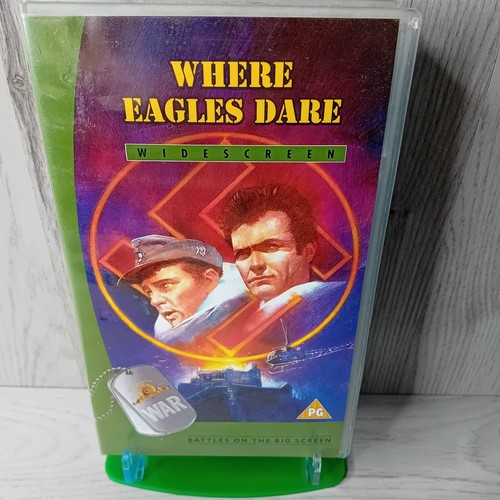 WHERE
EAGLES DARE
WIDESCREEN
WAR
PG
BATTLES ON THE BIG SCREEN